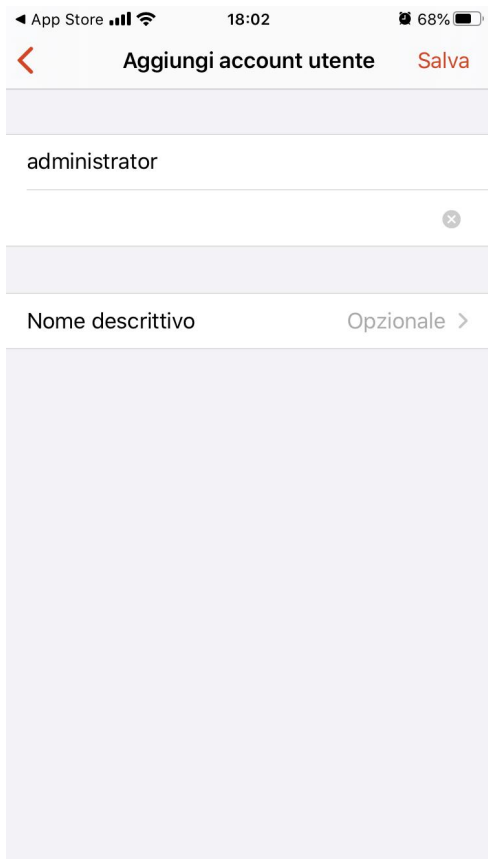 App Store 18:02 68%
Aggiungi account utente Salva
administrator
Nome descrittivo Opzionale